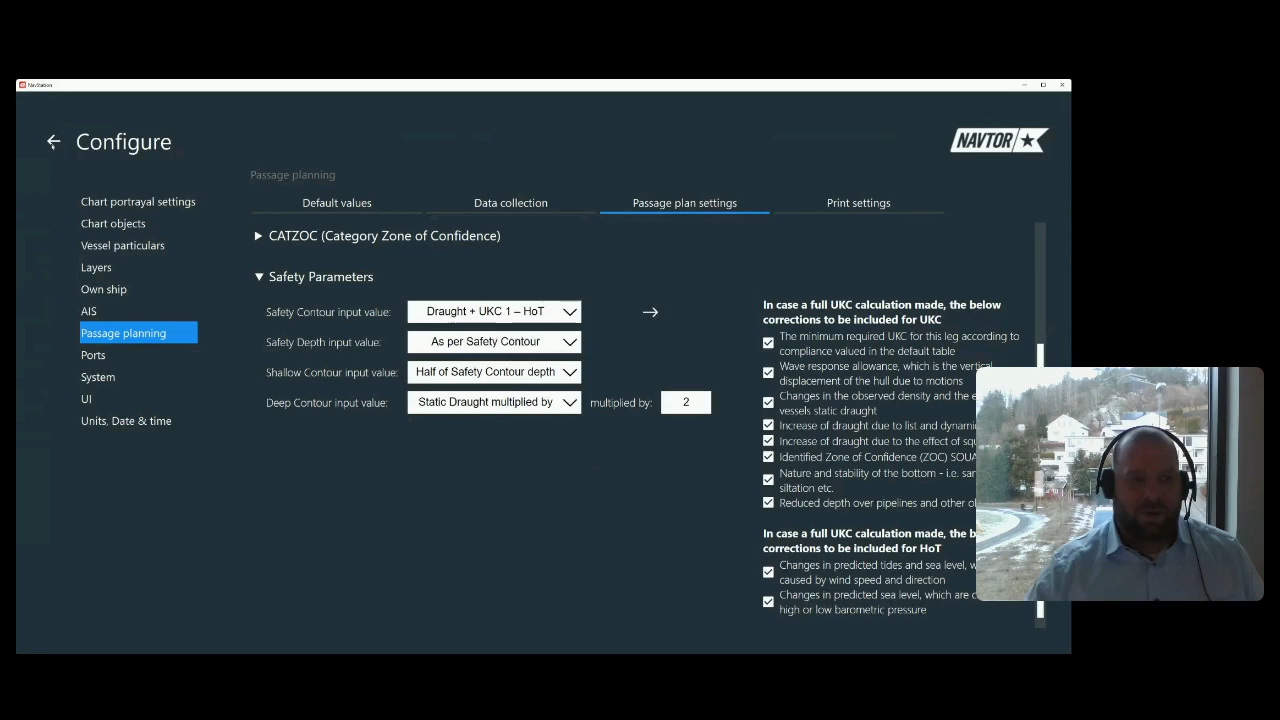 NavStation
Configure
NAVTOR
Passage planning
Default values
Data collection
Passage plan settings
Print settings
Chart portrayal settings
Chart objects
Vessel particulars
Layers
Own ship
AIS
Passage planning
Ports
System
UI
Units, Date & time
CATZOC (Category Zone of Confidence)
Safety Parameters
Safety Contour input value: Draught + UKC 1 – HoT
Safety Depth input value: As per Safety Contour
Shallow Contour input value: Half of Safety Contour depth
Deep Contour input value: Static Draught multiplied by multiplied by: 2
In case a full UKC calculation made, the below
corrections to be included for UKC
The minimum required UKC for this leg according to
compliance valued in the default table
Wave response allowance, which is the vertical
displacement of the hull due to motions
Changes in the observed density and the e
vessels static draught
Increase of draught due to list and dynami
Increase of draught due to the effect of squ
Identified Zone of Confidence (ZOC) SOUN
Nature and stability of the bottom - i.e. san
siltation etc.
Reduced depth over pipelines and other o
In case a full UKC calculation made, the b
corrections to be included for HoT
Changes in predicted tides and sea level, w
caused by wind speed and direction
Changes in predicted sea level, which are c
high or low barometric pressure